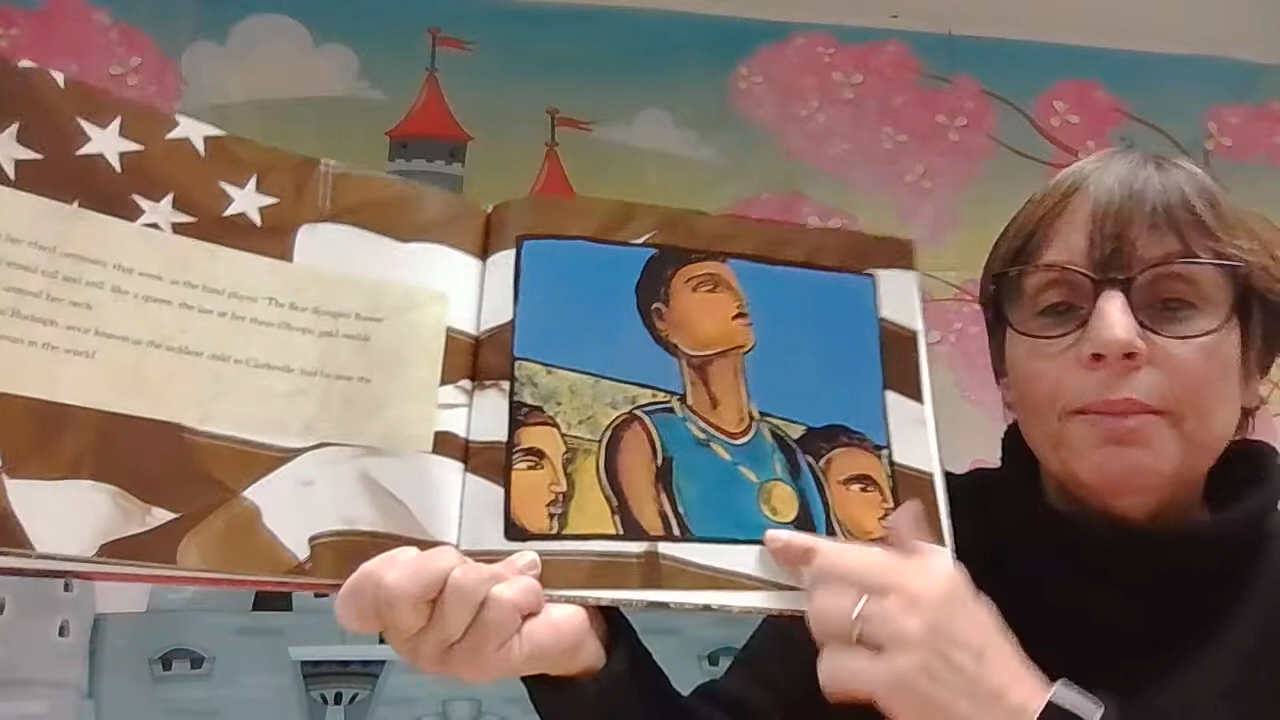 her third ceremony that week, as the band played "The Star-Spangled Banner"
stood tall and still, like a queen, the last of her three Olympic gold medals
around her neck.
Rudolph, once known as the sickliest child in Clarksville, had become the
woman in the world